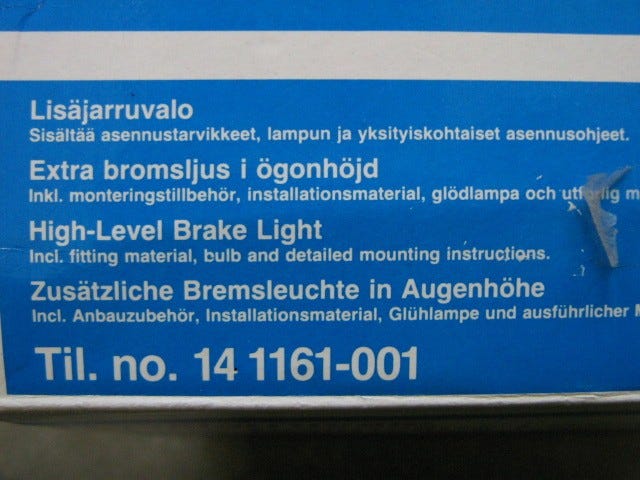 Lisäjarruvalo
Sisältää asennustarvikkeet, lampun ja yksityiskohtaiset asennusohjeet.
Extra bromsljus i ögonhöjd
Inkl. monteringstillbehör, installationsmaterial, glödlampa och
High-Level Brake Light
Incl. fitting material, bulb and detailed mounting instructions.
Zusätzliche Bremsleuchte in Augenhöhe
Incl. Anbauzubehör, Installationsmaterial, Glühlampe und ausführlicher
Til. no. 14 1161-001